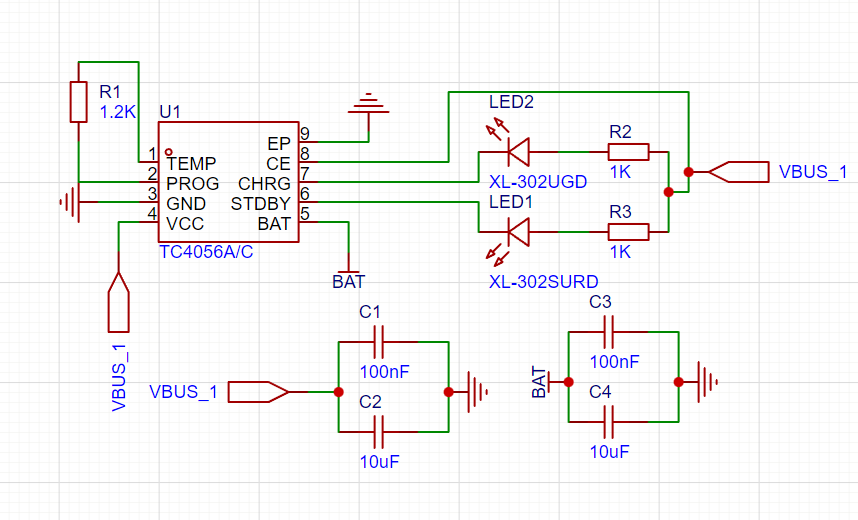 R1
1.2K
U1
1
TEMP
2
PROG
3
GND
4
VCC
EP
9
CE
8
CHRG
7
STDBY
6
BAT
5
TC4056A/C
BAT
VBUS_1
LED2
XL-302UGD
R2
1K
LED1
XL-302SURD
R3
1K
VBUS_1
VBUS_1
C1
100nF
C2
10uF
BAT
C3
100nF
C4
10uF